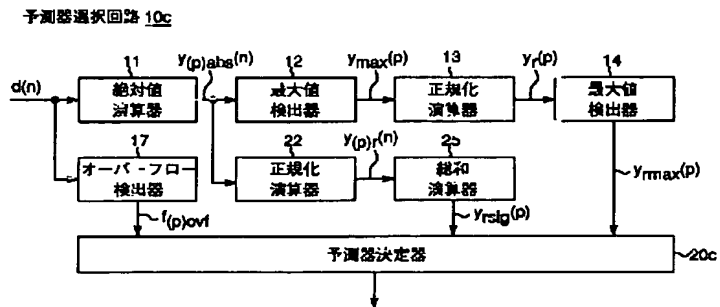 予測器選択回路 10c
d(n)
11
絶対値
演算器
y(p)abs(n)
12
最大値
検出器
ymax(p)
13
正規化
演算器
yr(p)
14
最大値
検出器
17
オーバ-フロー
検出器
22
正規化
演算器
y(p)r(n)
25
総和
演算器
yrmax(p)
f(p)ovf
yrsig(p)
予測器決定器
20c